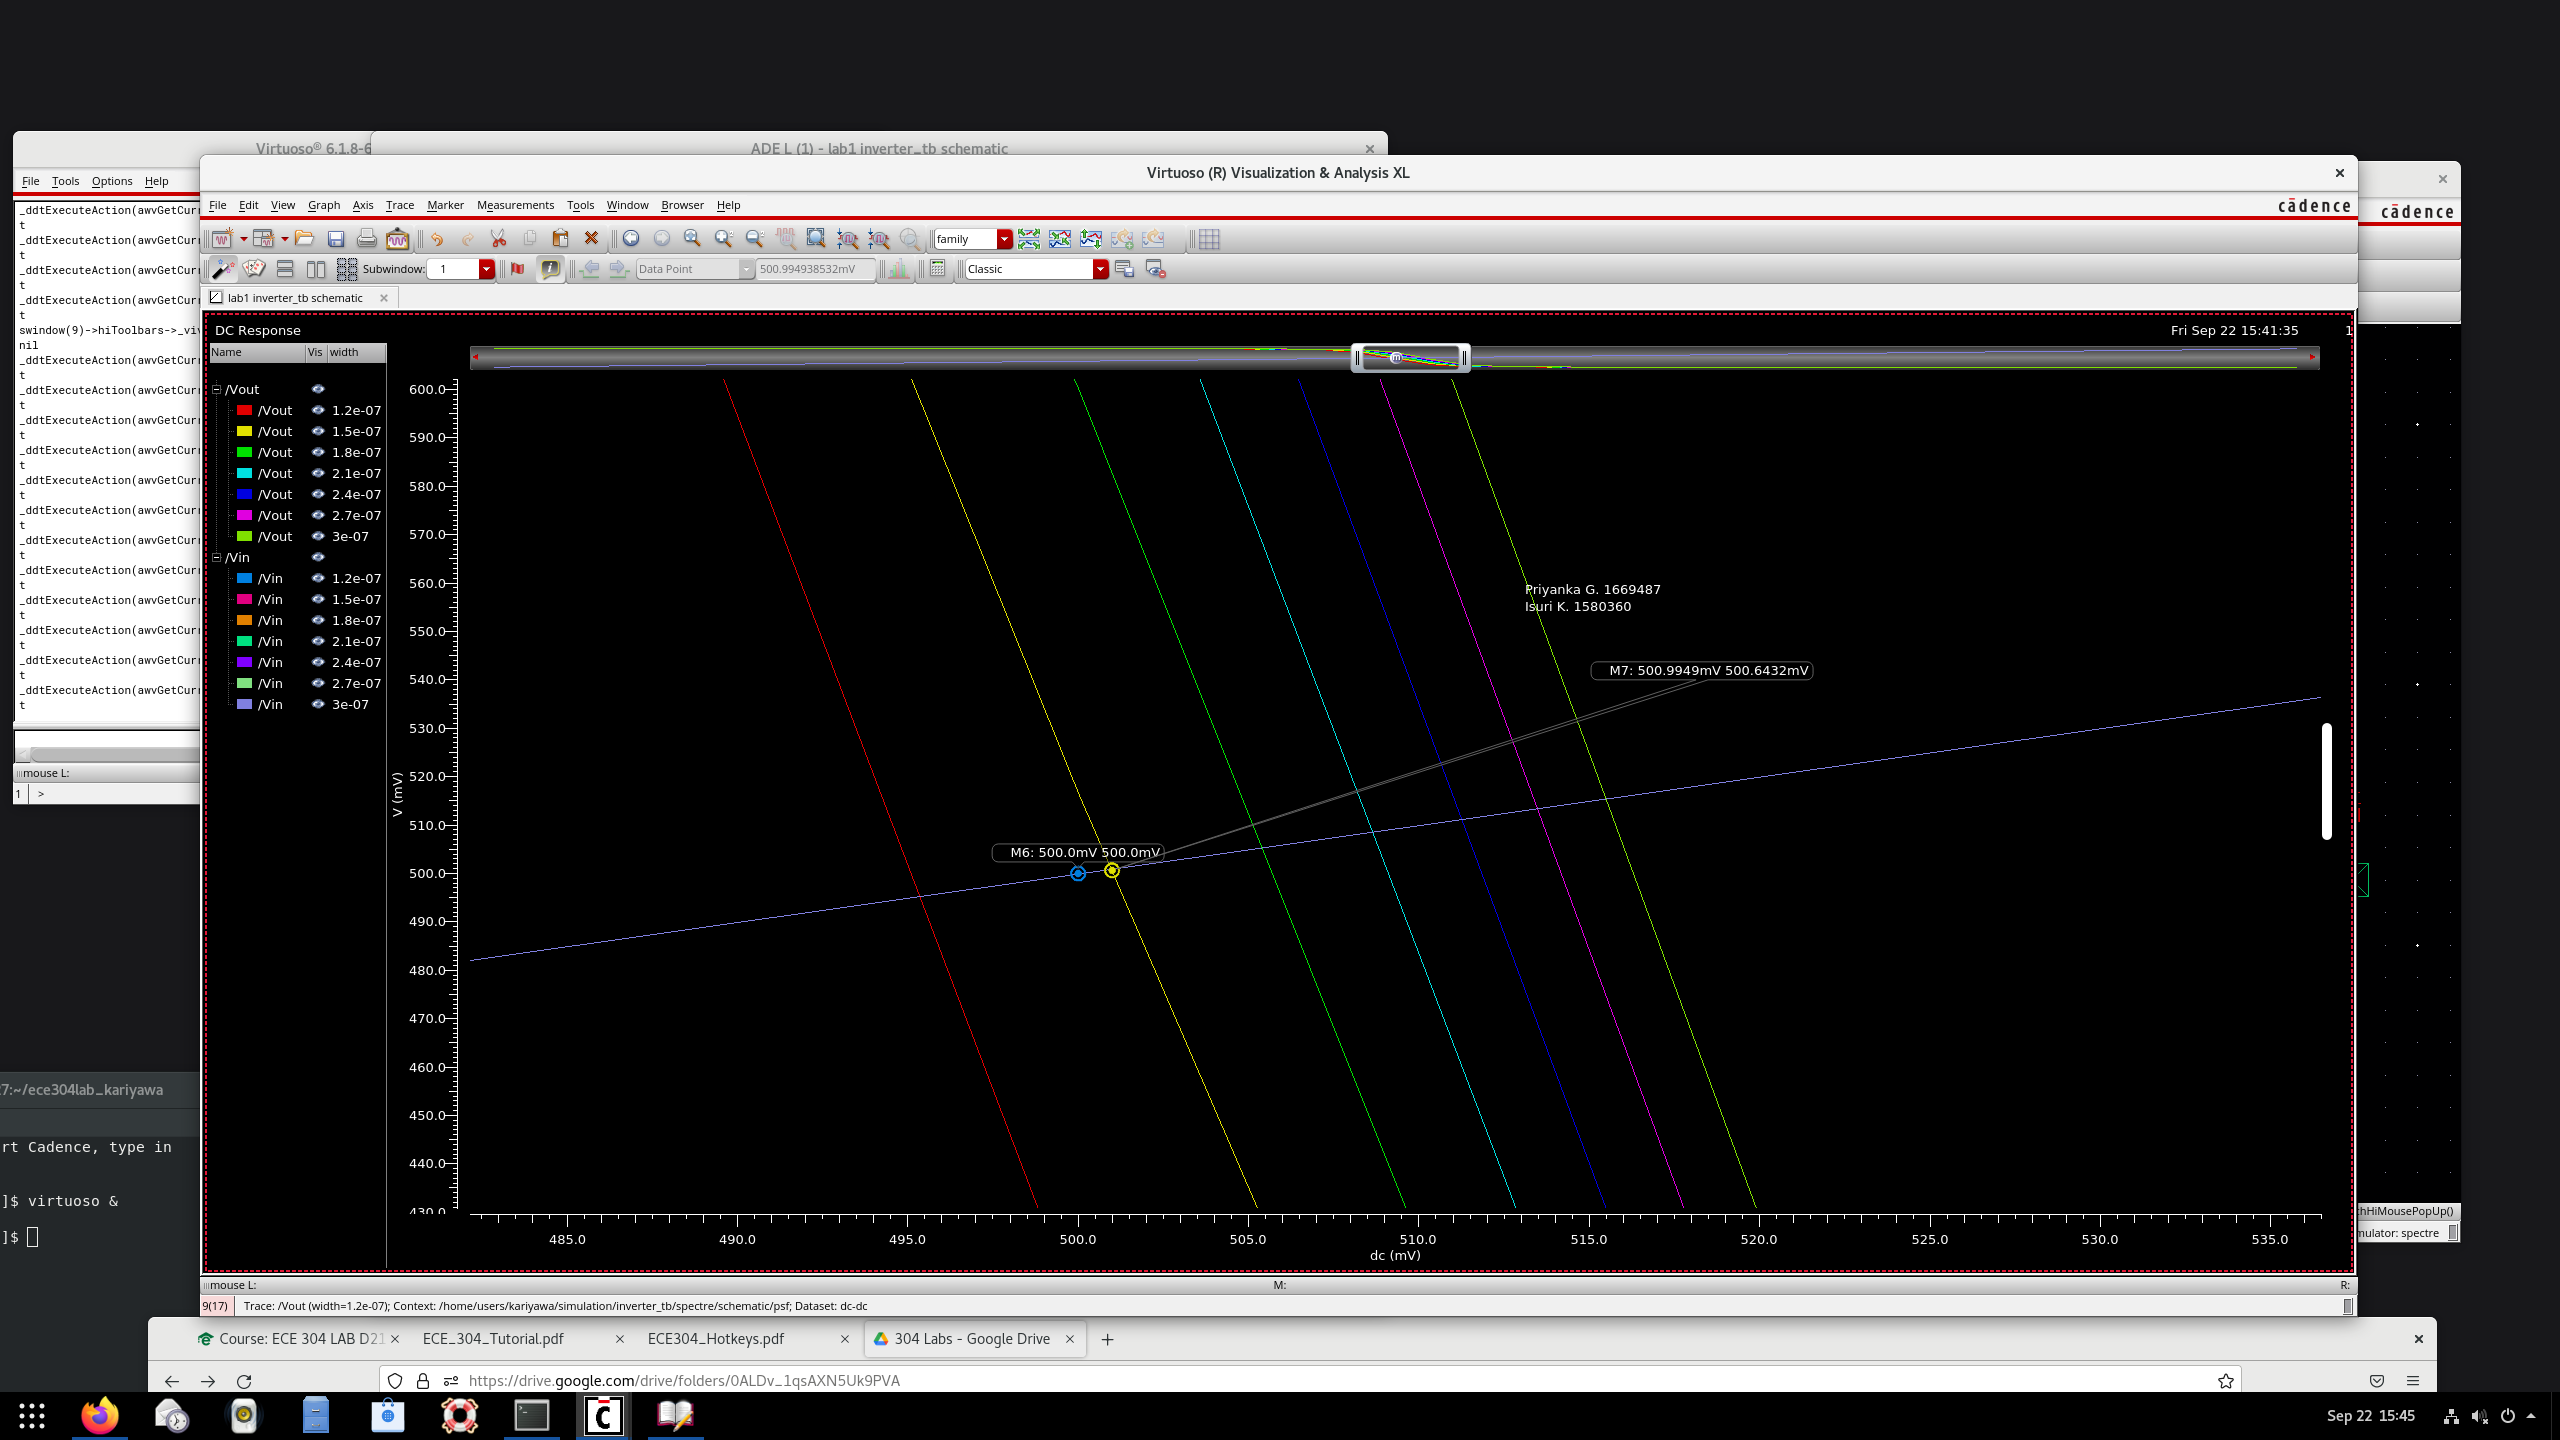 Virtuoso® 6.1.8-6
ADE L (1) - lab1 inverter_tb schematic
File Tools Options Help
_ddtExecuteAction(awvGetCur
t
_ddtExecuteAction(awvGetCur
t
_ddtExecuteAction(awvGetCur
t
_ddtExecuteAction(awvGetCur
t
swindow(9)->hiToolbars->_vi
nil
_ddtExecuteAction(awvGetCur
t
_ddtExecuteAction(awvGetCur
t
_ddtExecuteAction(awvGetCur
t
_ddtExecuteAction(awvGetCur
t
_ddtExecuteAction(awvGetCur
t
_ddtExecuteAction(awvGetCur
t
_ddtExecuteAction(awvGetCur
t
_ddtExecuteAction(awvGetCur
t
_ddtExecuteAction(awvGetCur
t
_ddtExecuteAction(awvGetCur
t
_ddtExecuteAction(awvGetCur
t
_ddtExecuteAction(awvGetCur
t
mouse L:
1 >
7:~/ece304lab_kariyawa
rt Cadence, type in
]$ virtuoso &
]$
Virtuoso (R) Visualization & Analysis XL
File Edit View Graph Axis Trace Marker Measurements Tools Window Browser Help
cādence
cādence
family
Subwindow: 1 Data Point 500.994938532mV Classic
lab1 inverter_tb schematic
DC Response
Fri Sep 22 15:41:35 1
Name Vis width
/Vout
/Vout 1.2e-07
/Vout 1.5e-07
/Vout 1.8e-07
/Vout 2.1e-07
/Vout 2.4e-07
/Vout 2.7e-07
/Vout 3e-07
/Vin
/Vin 1.2e-07
/Vin 1.5e-07
/Vin 1.8e-07
/Vin 2.1e-07
/Vin 2.4e-07
/Vin 2.7e-07
/Vin 3e-07
600.0
590.0
580.0
570.0
560.0
550.0
540.0
530.0
520.0
510.0
500.0
490.0
480.0
470.0
460.0
450.0
440.0
430.0
V (mV)
Priyanka G. 1669487
Isuri K. 1580360
M7: 500.9949mV 500.6432mV
M6: 500.0mV 500.0mV
485.0 490.0 495.0 500.0 505.0 510.0 515.0 520.0 525.0 530.0 535.0
dc (mV)
mouse L: M: R:
9(17) Trace: /Vout (width=1.2e-07); Context: /home/users/kariyawa/simulation/inverter_tb/spectre/schematic/psf; Dataset: dc-dc
hHiMousePopUp()
mulator: spectre
Course: ECE 304 LAB D21
ECE_304_Tutorial.pdf
ECE304_Hotkeys.pdf
304 Labs - Google Drive
https://drive.google.com/drive/folders/0ALDv_1qsAXN5Uk9PVA
Sep 22 15:45